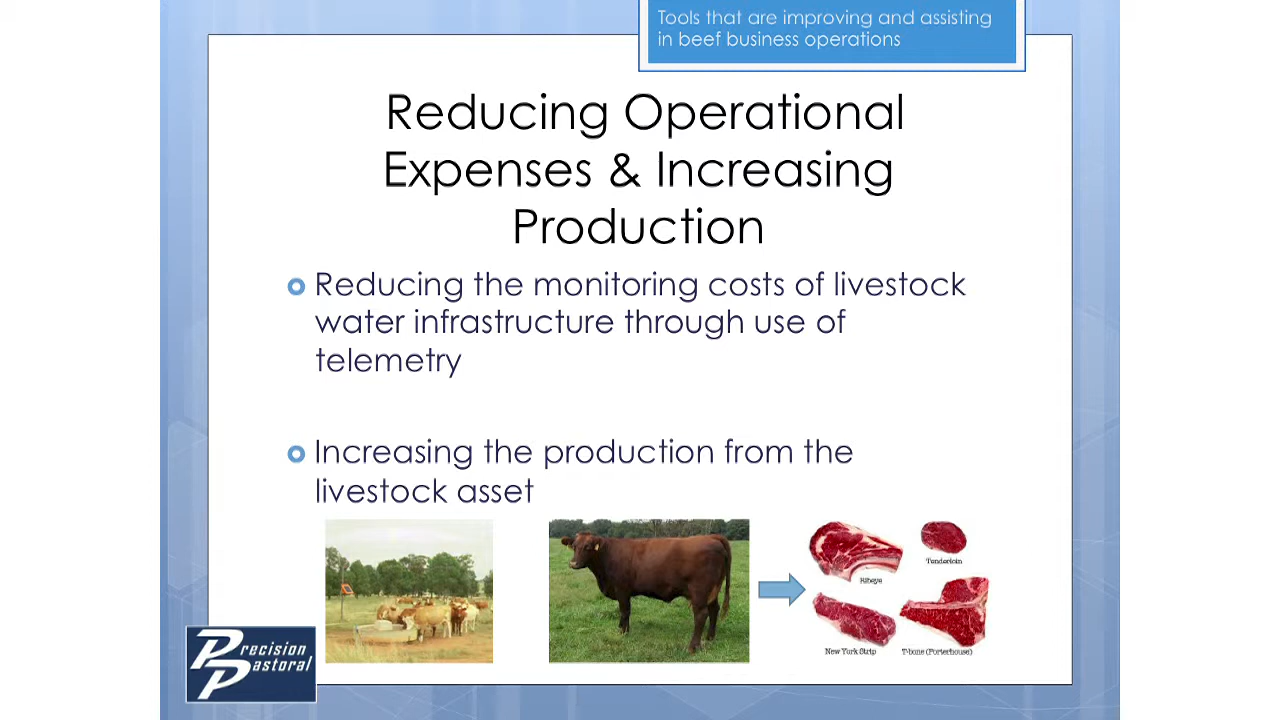 Tools that are improving and assisting
in beef business operations
Reducing Operational
Expenses & Increasing
Production
Reducing the monitoring costs of livestock
water infrastructure through use of
telemetry
Increasing the production from the
livestock asset
Ribeye
Tenderloin
New York Strip
T-bone (Porterhouse)
Precision
Pastoral